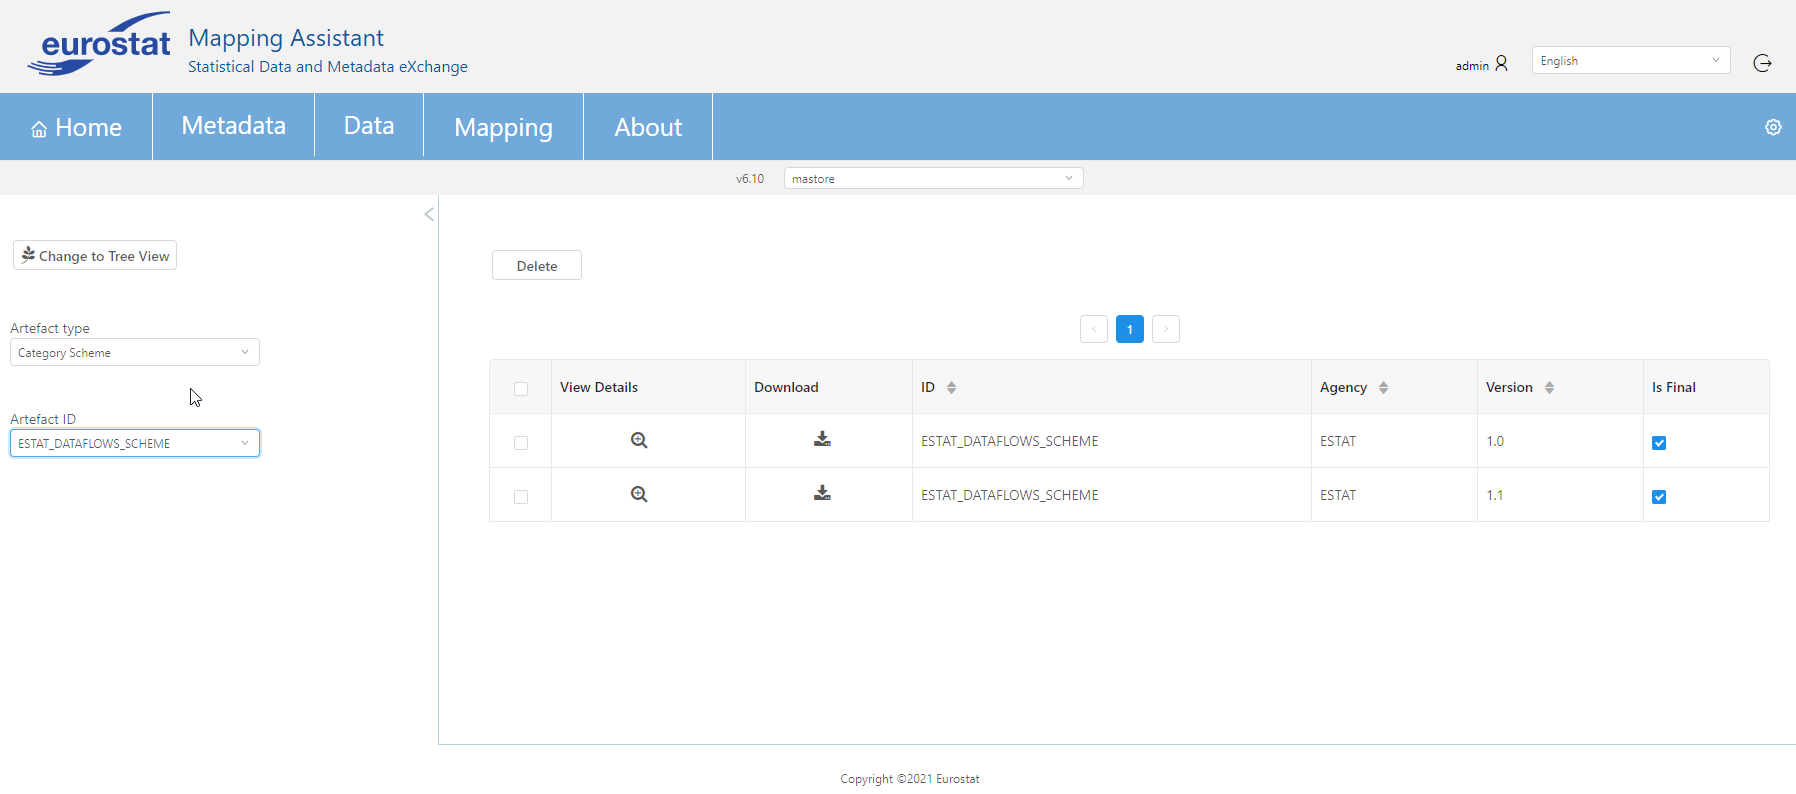 eurostat
Mapping Assistant
Statistical Data and Metadata eXchange
admin
English
Home
Metadata
Data
Mapping
About
v6.10
mastore
Change to Tree View
Delete
1
Artefact type
Category Scheme
Artefact ID
ESTAT_DATAFLOWS_SCHEME
View Details Download ID Agency Version Is Final
ESTAT_DATAFLOWS_SCHEME ESTAT 1.0
ESTAT_DATAFLOWS_SCHEME ESTAT 1.1
Copyright ©2021 Eurostat